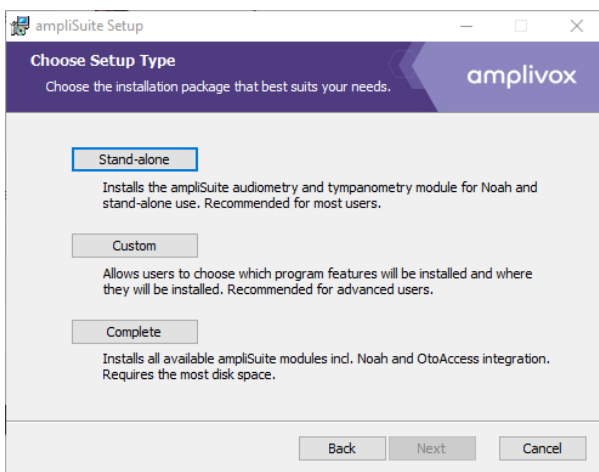 ampliSuite Setup
Choose Setup Type
Choose the installation package that best suits your needs.
amplivox
Stand-alone
Installs the ampliSuite audiometry and tympanometry module for Noah and
stand-alone use. Recommended for most users.
Custom
Allows users to choose which program features will be installed and where
they will be installed. Recommended for advanced users.
Complete
Installs all available ampliSuite modules incl. Noah and OtoAccess integration.
Requires the most disk space.
Back Next Cancel